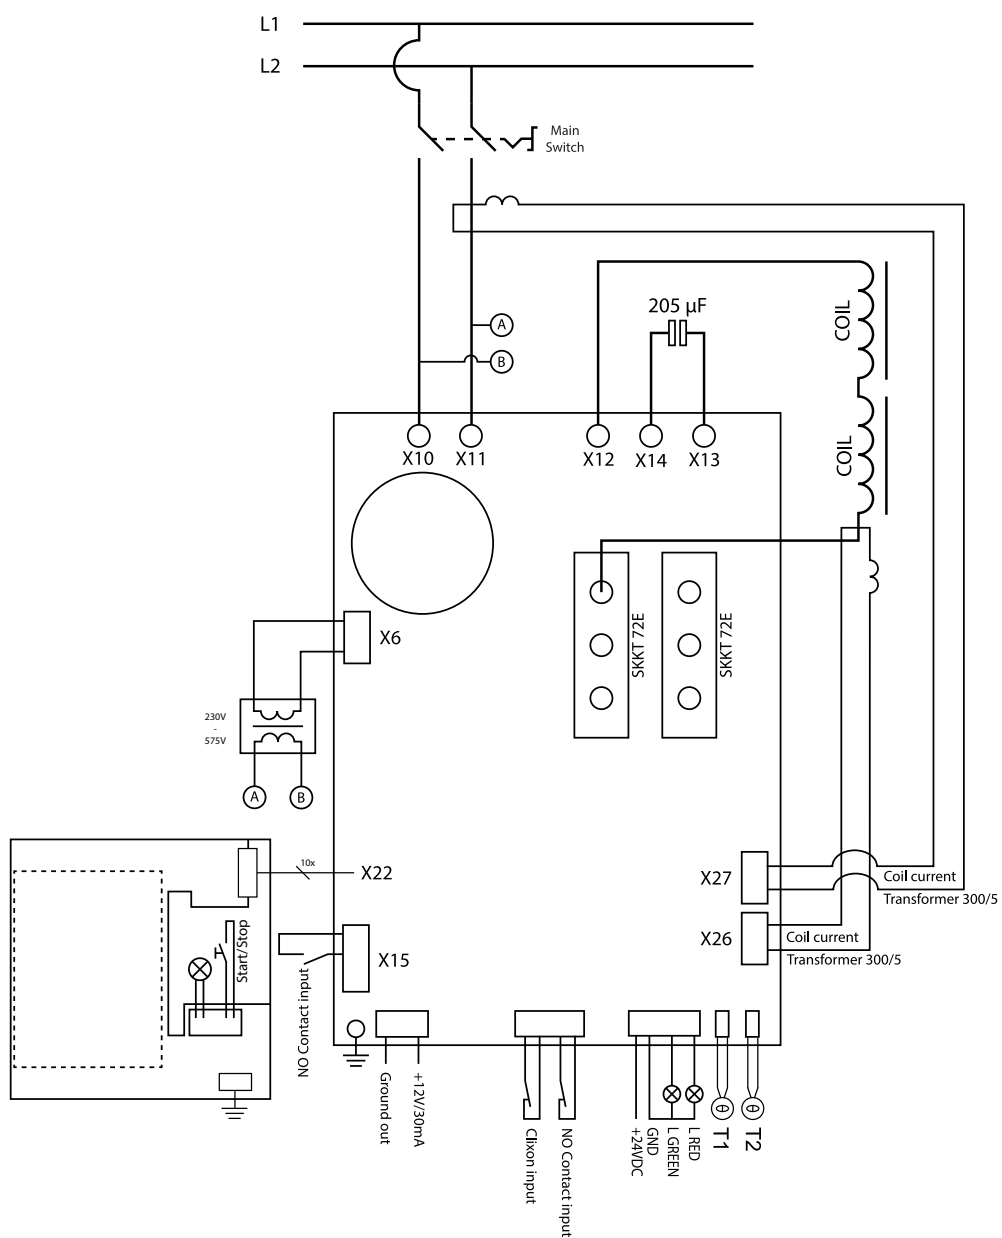 L1
L2
Main
Switch
A
B
205 µF
COIL
COIL
X10
X11
X12
X14
X13
SKKT 72E
SKKT 72E
X6
230V
-
575V
A
B
10x
X22
X27
Coil current
Transformer 300/5
X26
Coil current
Transformer 300/5
Start/Stop
X15
NO Contact input
Ground out
+12V/30mA
Clixon input
NO Contact input
+24VDC
GND
L GREEN
L RED
θ
θ
T1
T2